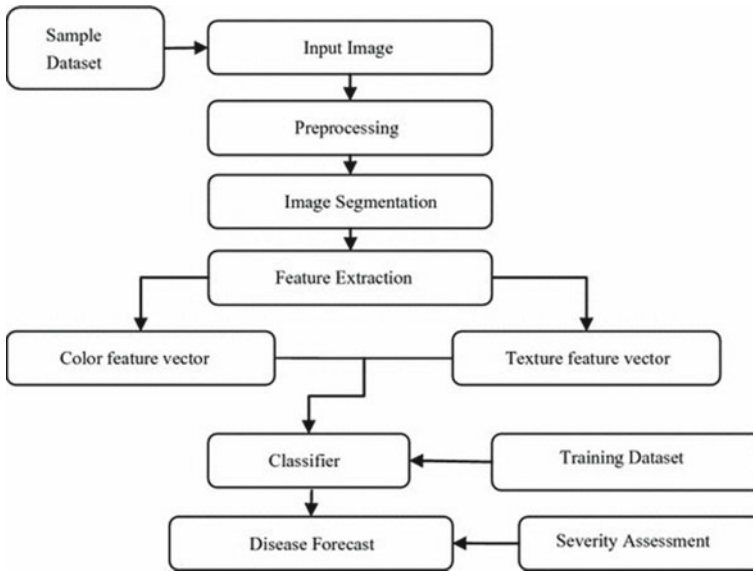 Sample
Dataset
Input Image
Preprocessing
Image Segmentation
Feature Extraction
Color feature vector
Texture feature vector
Classifier
Training Dataset
Disease Forecast
Severity Assessment